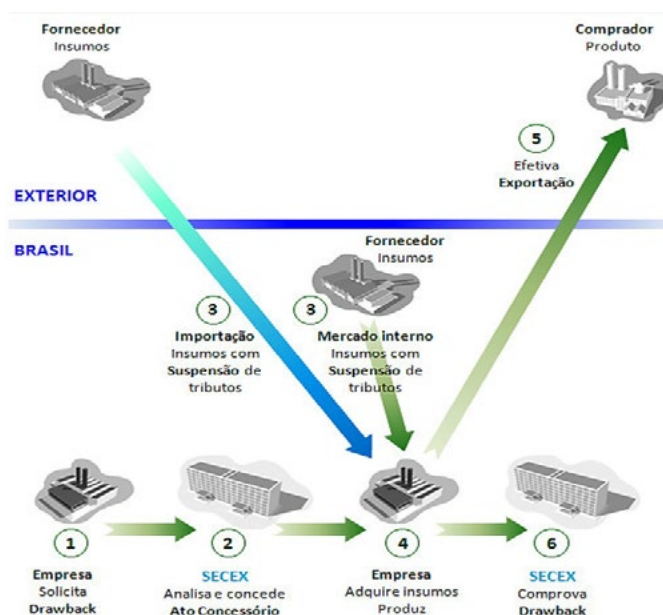 Fornecedor
Insumos
Comprador
Produto
5
Efetiva
Exportação
EXTERIOR
BRASIL
Fornecedor
Insumos
3
Importação
Insumos com
Suspensão de
tributos
3
Mercado interno
Insumos com
Suspensão de
tributos
1
Empresa
Solicita
Drawback
2
SECEX
Analisa e concede
Ato Concessório
4
Empresa
Adquire insumos
Produz
6
SECEX
Comprova
Drawback